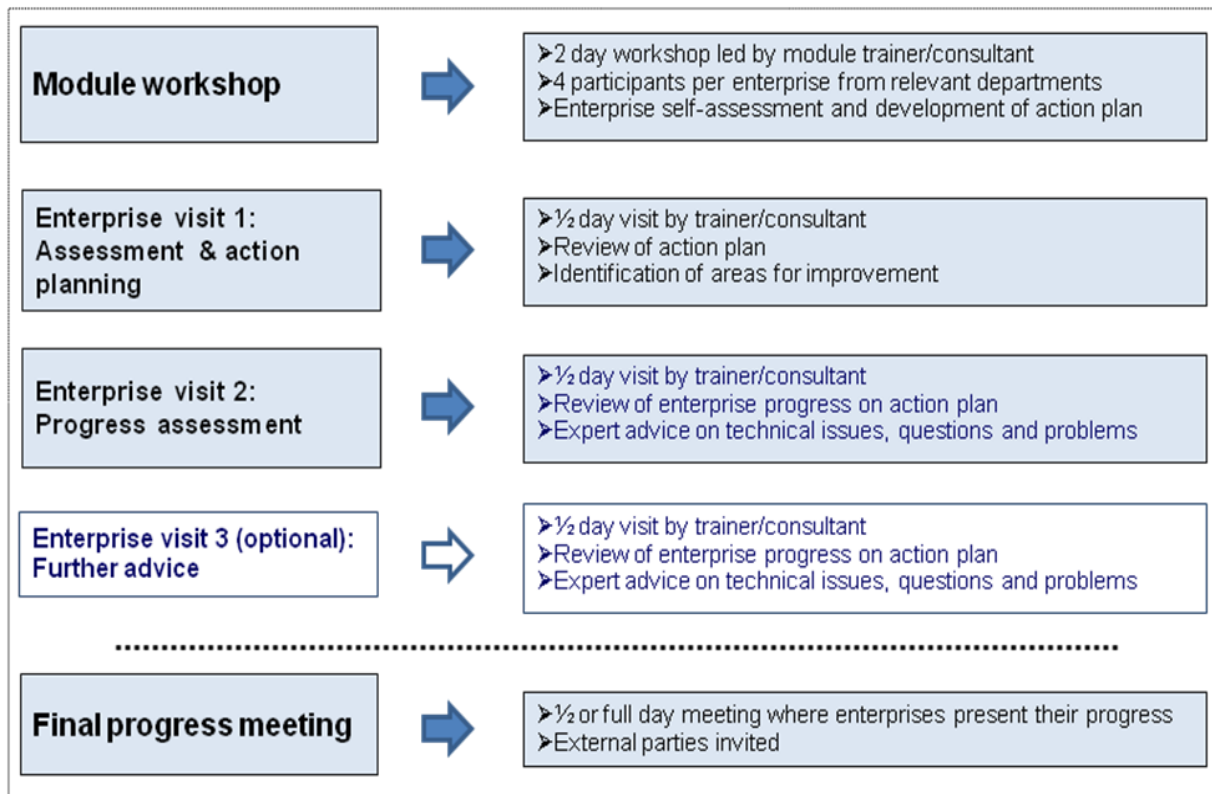 Module workshop
➤2 day workshop led by module trainer/consultant
➤4 participants per enterprise from relevant departments
➤Enterprise self-assessment and development of action plan
Enterprise visit 1:
Assessment & action
planning
➤½ day visit by trainer/consultant
➤Review of action plan
➤Identification of areas for improvement
Enterprise visit 2:
Progress assessment
➤½ day visit by trainer/consultant
➤Review of enterprise progress on action plan
➤Expert advice on technical issues, questions and problems
Enterprise visit 3 (optional):
Further advice
➤½ day visit by trainer/consultant
➤Review of enterprise progress on action plan
➤Expert advice on technical issues, questions and problems
Final progress meeting
➤½ or full day meeting where enterprises present their progress
➤External parties invited